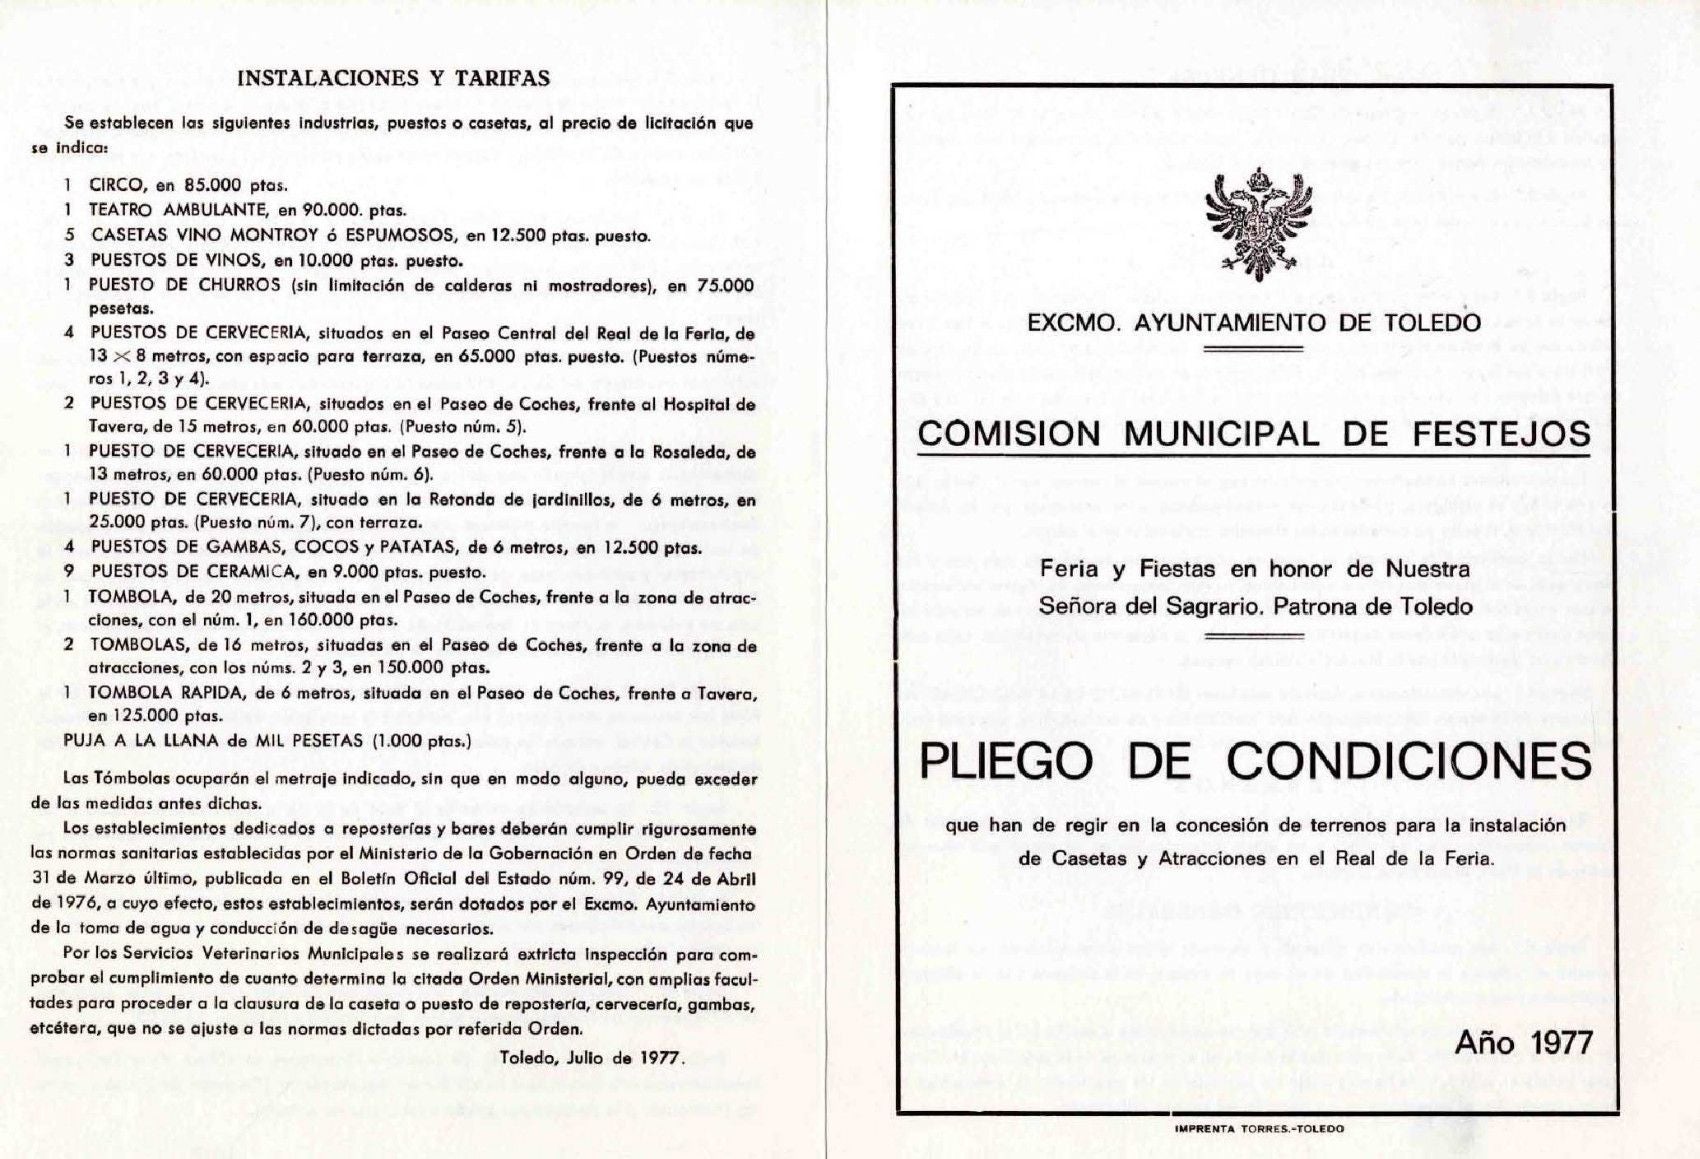 INSTALACIONES Y TARIFAS
Se establecen las siguientes industrias, puestos o casetas, al precio de licitación que
se indica:
1 CIRCO, en 85.000 ptas.
1 TEATRO AMBULANTE, en 90.000. ptas.
5 CASETAS VINO MONTROY ó ESPUMOSOS, en 12.500 ptas. puesto.
3 PUESTOS DE VINOS, en 10.000 ptas. puesto.
1 PUESTO DE CHURROS (sin limitación de calderas ni mostradores), en 75.000
pesetas.
4 PUESTOS DE CERVECERIA, situados en el Paseo Central del Real de la Feria, de
13 × 8 metros, con espacio para terraza, en 65.000 ptas. puesto. (Puestos núme-
ros 1, 2, 3 y 4).
2 PUESTOS DE CERVECERIA, situados en el Paseo de Coches, frente al Hospital de
Tavera, de 15 metros, en 60.000 ptas. (Puesto núm. 5).
1 PUESTO DE CERVECERIA, situado en el Paseo de Coches, frente a la Rosaleda, de
13 metros, en 60.000 ptas. (Puesto núm. 6).
1 PUESTO DE CERVECERIA, situado en la Retonda de jardinillos, de 6 metros, en
25.000 ptas. (Puesto núm. 7), con terraza.
4 PUESTOS DE GAMBAS, COCOS y PATATAS, de 6 metros, en 12.500 ptas.
9 PUESTOS DE CERAMICA, en 9.000 ptas. puesto.
1 TOMBOLA, de 20 metros, situada en el Paseo de Coches, frente a la zona de atrac-
ciones, con el núm. 1, en 160.000 ptas.
2 TOMBOLAS, de 16 metros, situadas en el Paseo de Coches, frente a la zona de
atracciones, con los núms. 2 y 3, en 150.000 ptas.
1 TOMBOLA RAPIDA, de 6 metros, situada en el Paseo de Coches, frente a Tavera,
en 125.000 ptas.
PUJA A LA LLANA de MIL PESETAS (1.000 ptas.)
Las Tómbolas ocuparán el metraje indicado, sin que en modo alguno, pueda exceder
de las medidas antes dichas.
Los establecimientos dedicados a reposterías y bares deberán cumplir rigurosamente
las normas sanitarias establecidas por el Ministerio de la Gobernación en Orden de fecha
31 de Marzo último, publicada en el Boletín Oficial del Estado núm. 99, de 24 de Abril
de 1976, a cuyo efecto, estos establecimientos, serán dotados por el Excmo. Ayuntamiento
de la toma de agua y conducción de desagüe necesarios.
Por los Servicios Veterinarios Municipales se realizará extricta inspección para com-
probar el cumplimiento de cuanto determina la citada Orden Ministerial, con amplias facul-
tades para proceder a la clausura de la caseta o puesto de repostería, cervecería, gambas,
etcétera, que no se ajuste a las normas dictadas por referida Orden.
Toledo, Julio de 1977.
EXCMO. AYUNTAMIENTO DE TOLEDO
COMISION MUNICIPAL DE FESTEJOS
Feria y Fiestas en honor de Nuestra
Señora del Sagrario. Patrona de Toledo
PLIEGO DE CONDICIONES
que han de regir en la concesión de terrenos para la instalación
de Casetas y Atracciones en el Real de la Feria.
Año 1977
IMPRENTA TORRES.-TOLEDO